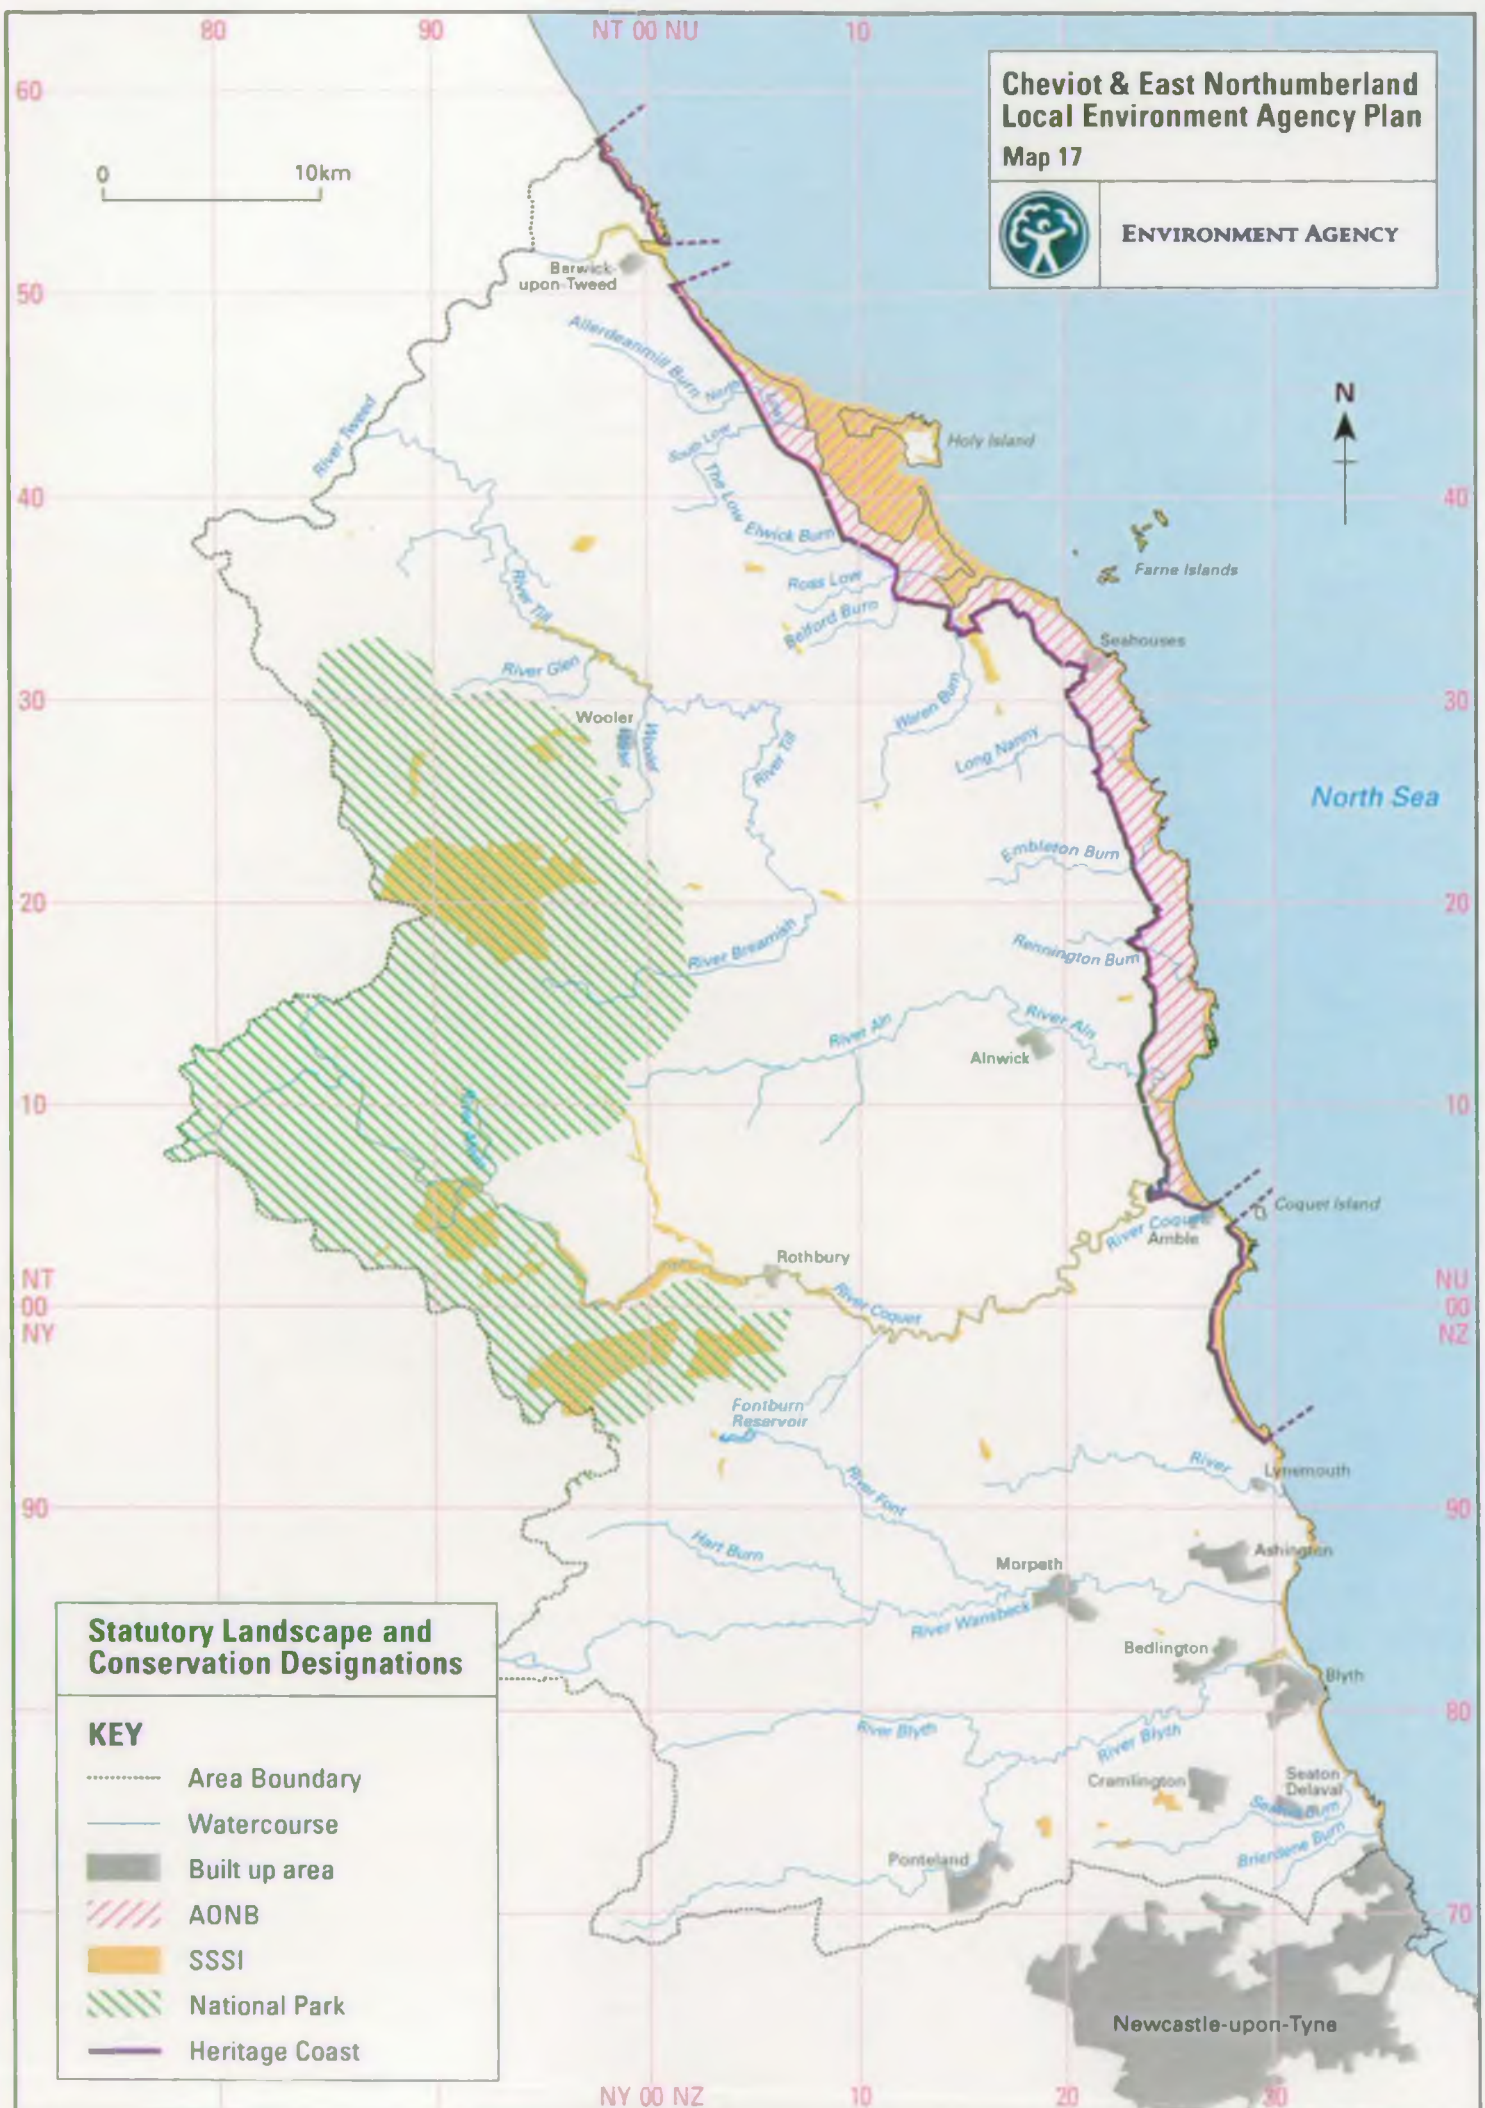 80
90
NT 00 NU
10
60
Cheviot & East Northumberland
Local Environment Agency Plan
Map 17
ENVIRONMENT AGENCY
0
10km
Berwick-
upon-Tweed
50
Allerdeanmill Burn
North
Low
N
River Tweed
South Low
Holy Island
The Low
40
40
Elwick Burn
Ross Low
Farne Islands
River Till
Belford Burn
Seahouses
River Glen
30
30
Waren Burn
Wooler
Wooler
Water
River Till
Long Nanny
North Sea
Embleton Burn
20
20
River Breamish
Rennington Burn
River Aln
River Aln
Alnwick
10
10
River Alwin
Coquet Island
River Coquet
Amble
Rothbury
NT
00
NY
NU
00
NZ
River Coquet
Fontburn
Reservoir
River
Lynemouth
River Font
90
90
Hart Burn
Ashington
Morpeth
River Wansbeck
Bedlington
Blyth
Statutory Landscape and
Conservation Designations
80
River Blyth
River Blyth
KEY
Area Boundary
Watercourse
Built up area
AONB
SSSI
National Park
Heritage Coast
Cramlington
Seaton
Delaval
Seaton Burn
Brierdene Burn
Ponteland
70
Newcastle-upon-Tyne
NY 00 NZ
10
20
30